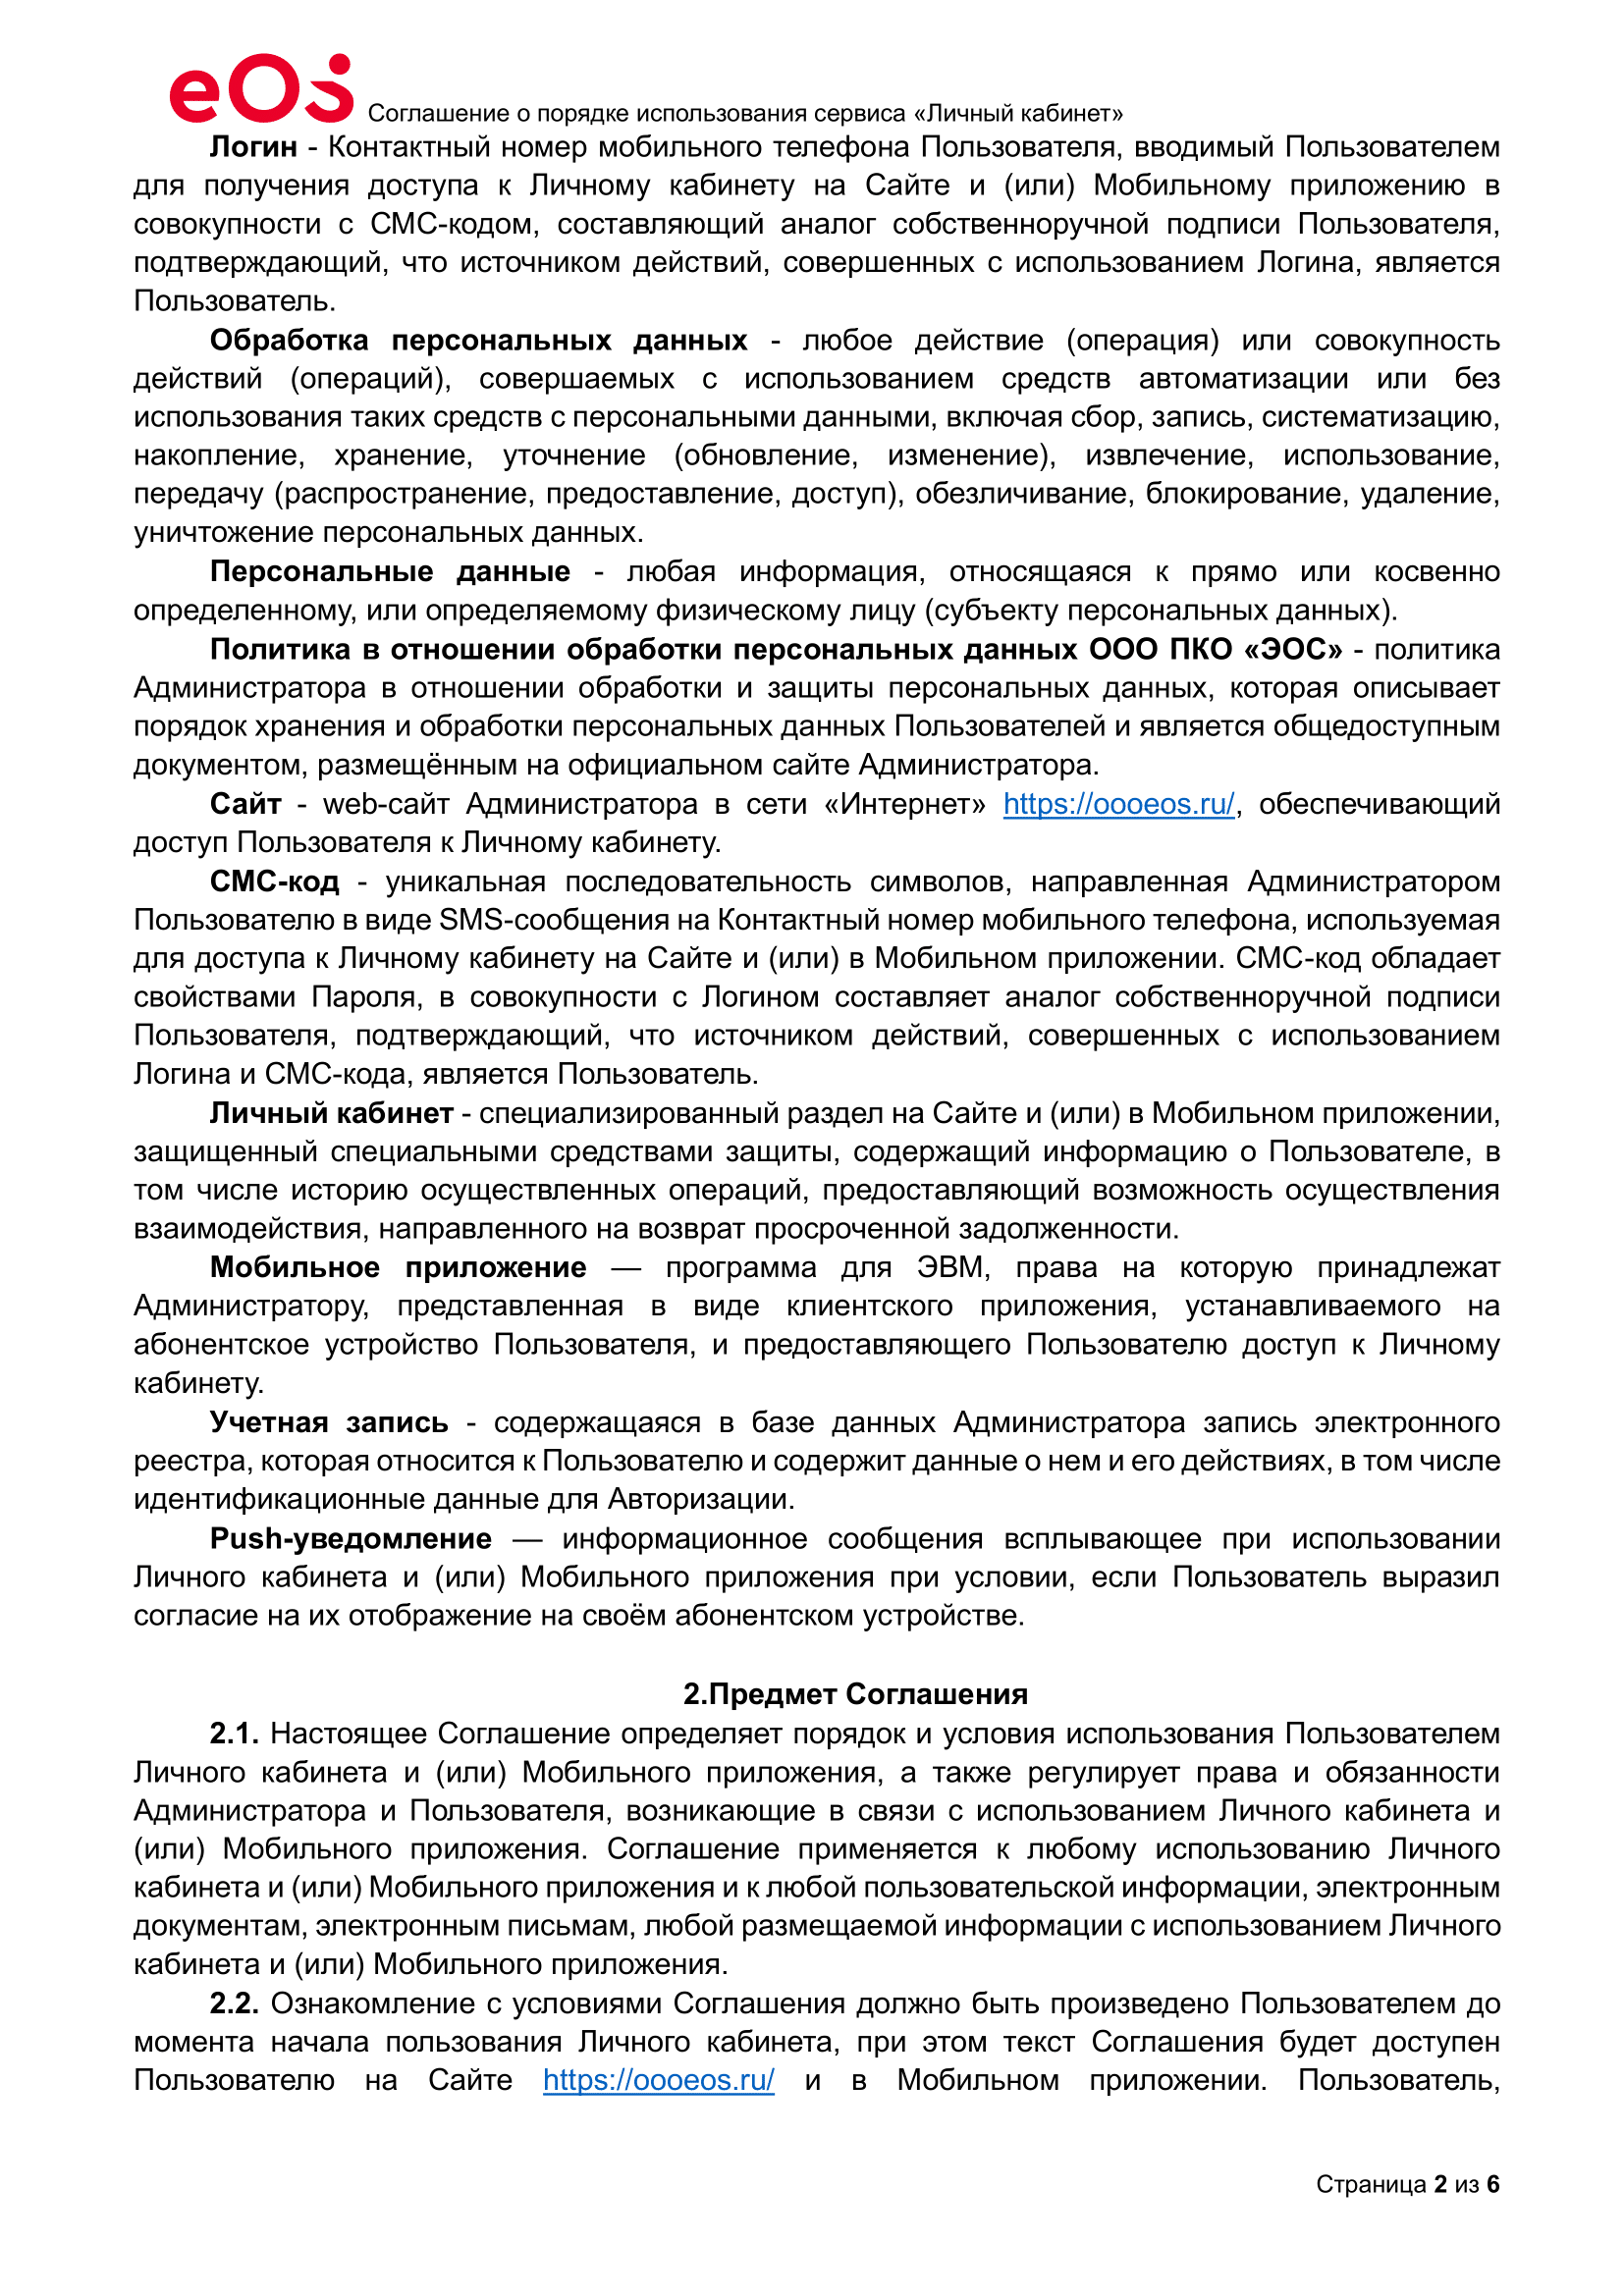 eos Соглашение о порядке использования сервиса «Личный кабинет»
Логин - Контактный номер мобильного телефона Пользователя, вводимый Пользователем
для получения доступа к Личному кабинету на Сайте и (или) Мобильному приложению в
совокупности с СМС-кодом, составляющий аналог собственноручной подписи Пользователя,
подтверждающий, что источником действий, совершенных с использованием Логина, является
Пользователь.
Обработка персональных данных - любое действие (операция) или совокупность
действий (операций), совершаемых с использованием средств автоматизации или без
использования таких средств с персональными данными, включая сбор, запись, систематизацию,
накопление, хранение, уточнение (обновление, изменение), извлечение, использование,
передачу (распространение, предоставление, доступ), обезличивание, блокирование, удаление,
уничтожение персональных данных.
Персональные данные - любая информация, относящаяся к прямо или косвенно
определенному, или определяемому физическому лицу (субъекту персональных данных).
Политика в отношении обработки персональных данных ООО ПКО «ЭОС» - политика
Администратора в отношении обработки и защиты персональных данных, которая описывает
порядок хранения и обработки персональных данных Пользователей и является общедоступным
документом, размещённым на официальном сайте Администратора.
Сайт - web-сайт Администратора в сети «Интернет» https://oooeos.ru/, обеспечивающий
доступ Пользователя к Личному кабинету.
СМС-код - уникальная последовательность символов, направленная Администратором
Пользователю в виде SMS-сообщения на Контактный номер мобильного телефона, используемая
для доступа к Личному кабинету на Сайте и (или) в Мобильном приложении. СМС-код обладает
свойствами Пароля, в совокупности с Логином составляет аналог собственноручной подписи
Пользователя, подтверждающий, что источником действий, совершенных с использованием
Логина и СМС-кода, является Пользователь.
Личный кабинет - специализированный раздел на Сайте и (или) в Мобильном приложении,
защищенный специальными средствами защиты, содержащий информацию о Пользователе, в
том числе историю осуществленных операций, предоставляющий возможность осуществления
взаимодействия, направленного на возврат просроченной задолженности.
Мобильное приложение — программа для ЭВМ, права на которую принадлежат
Администратору, представленная в виде клиентского приложения, устанавливаемого на
абонентское устройство Пользователя, и предоставляющего Пользователю доступ к Личному
кабинету.
Учетная запись - содержащаяся в базе данных Администратора запись электронного
реестра, которая относится к Пользователю и содержит данные о нем и его действиях, в том числе
идентификационные данные для Авторизации.
Push-уведомление — информационное сообщения всплывающее при использовании
Личного кабинета и (или) Мобильного приложения при условии, если Пользователь выразил
согласие на их отображение на своём абонентском устройстве.
2.Предмет Соглашения
2.1. Настоящее Соглашение определяет порядок и условия использования Пользователем
Личного кабинета и (или) Мобильного приложения, а также регулирует права и обязанности
Администратора и Пользователя, возникающие в связи с использованием Личного кабинета и
(или) Мобильного приложения. Соглашение применяется к любому использованию Личного
кабинета и (или) Мобильного приложения и к любой пользовательской информации, электронным
документам, электронным письмам, любой размещаемой информации с использованием Личного
кабинета и (или) Мобильного приложения.
2.2. Ознакомление с условиями Соглашения должно быть произведено Пользователем до
момента начала пользования Личного кабинета, при этом текст Соглашения будет доступен
Пользователю на Сайте https://oooeos.ru/ и в Мобильном приложении. Пользователь,
Страница 2 из 6